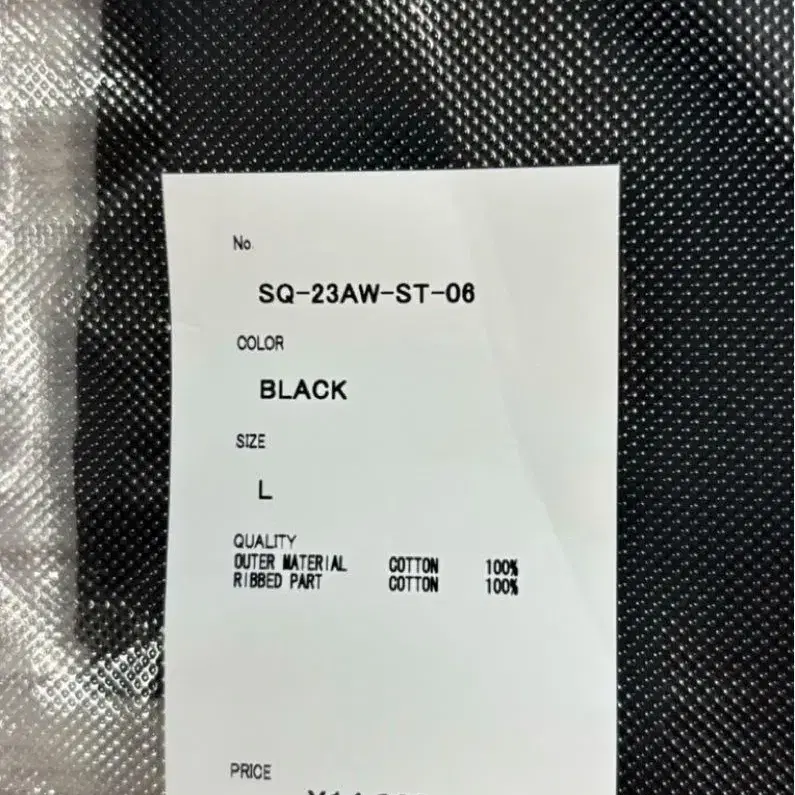 No.
SQ-23AW-ST-06
COLOR
BLACK
SIZE
L
QUALITY
OUTER MATERIAL COTTON 100%
RIBBED PART COTTON 100%
PRICE